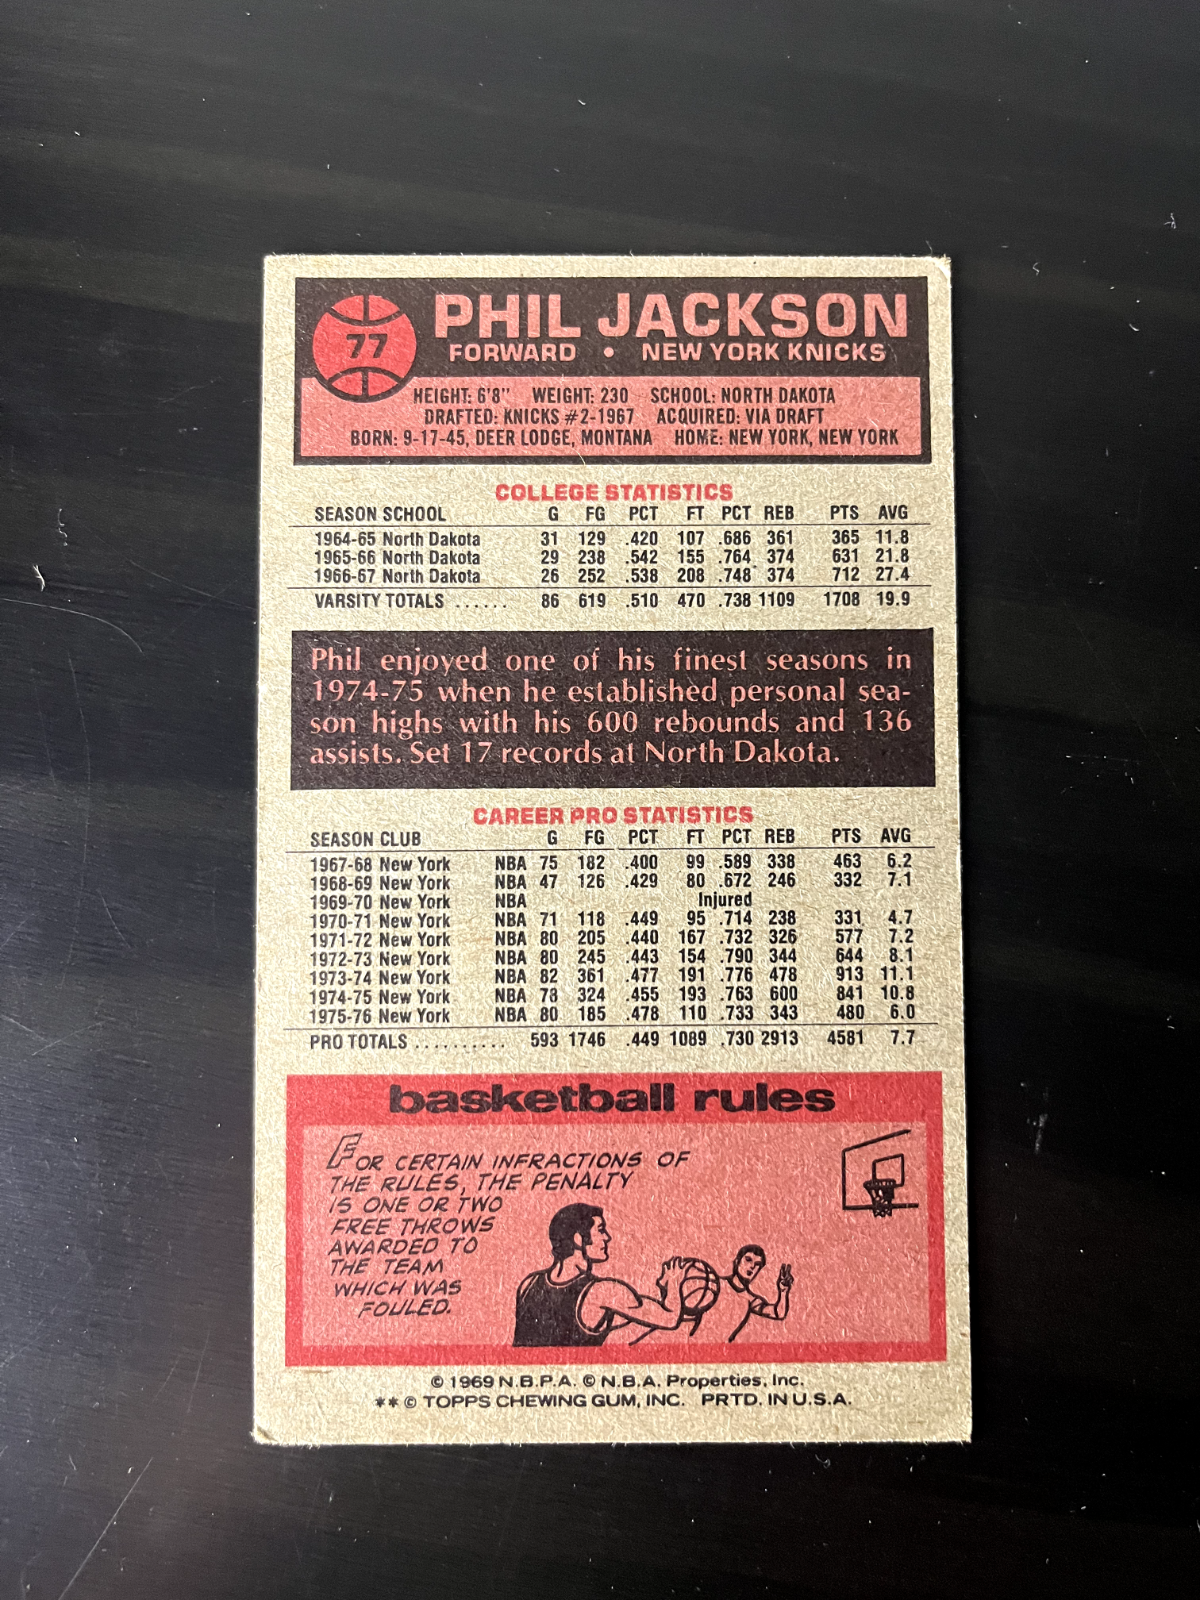 77
PHIL JACKSON
FORWARD • NEW YORK KNICKS
HEIGHT: 6'8" WEIGHT: 230 SCHOOL: NORTH DAKOTA
DRAFTED: KNICKS #2-1967 ACQUIRED: VIA DRAFT
BORN: 9-17-45, DEER LODGE, MONTANA HOME: NEW YORK, NEW YORK
COLLEGE STATISTICS
SEASON SCHOOL G FG PCT FT PCT REB PTS AVG
1964-65 North Dakota 31 129 .420 107 .686 361 365 11.8
1965-66 North Dakota 29 238 .542 155 .764 374 631 21.8
1966-67 North Dakota 26 252 .538 208 .748 374 712 27.4
VARSITY TOTALS ...... 86 619 .510 470 .738 1109 1708 19.9
Phil enjoyed one of his finest seasons in
1974-75 when he established personal sea-
son highs with his 600 rebounds and 136
assists. Set 17 records at North Dakota.
CAREER PRO STATISTICS
SEASON CLUB G FG PCT FT PCT REB PTS AVG
1967-68 New York NBA 75 182 .400 99 .589 338 463 6.2
1968-69 New York NBA 47 126 .429 80 .672 246 332 7.1
1969-70 New York NBA Injured
1970-71 New York NBA 71 118 .449 95 .714 238 331 4.7
1971-72 New York NBA 80 205 .440 167 .732 326 577 7.2
1972-73 New York NBA 80 245 .443 154 .790 344 644 8.1
1973-74 New York NBA 82 361 .477 191 .776 478 913 11.1
1974-75 New York NBA 78 324 .455 193 .763 600 841 10.8
1975-76 New York NBA 80 185 .478 110 .733 343 480 6.0
PRO TOTALS .......... 593 1746 .449 1089 .730 2913 4581 7.7
basketball rules
FOR CERTAIN INFRACTIONS OF
THE RULES, THE PENALTY
IS ONE OR TWO
FREE THROWS
AWARDED TO
THE TEAM
WHICH WAS
FOULED.
© 1969 N.B.P.A. © N.B.A. Properties, Inc.
** © TOPPS CHEWING GUM, INC. PRTD. IN U.S.A.